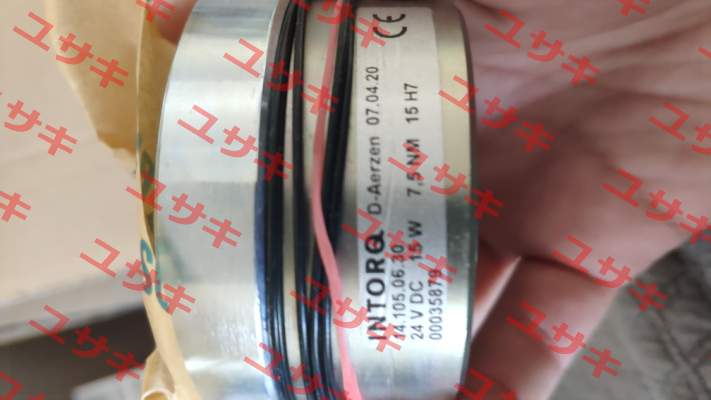 INTORQ D-Aerzen 07.04.20 CE
14.105.06.30
24 V DC 15 W 7,5 NM 15 H7
00035879
ユサキ